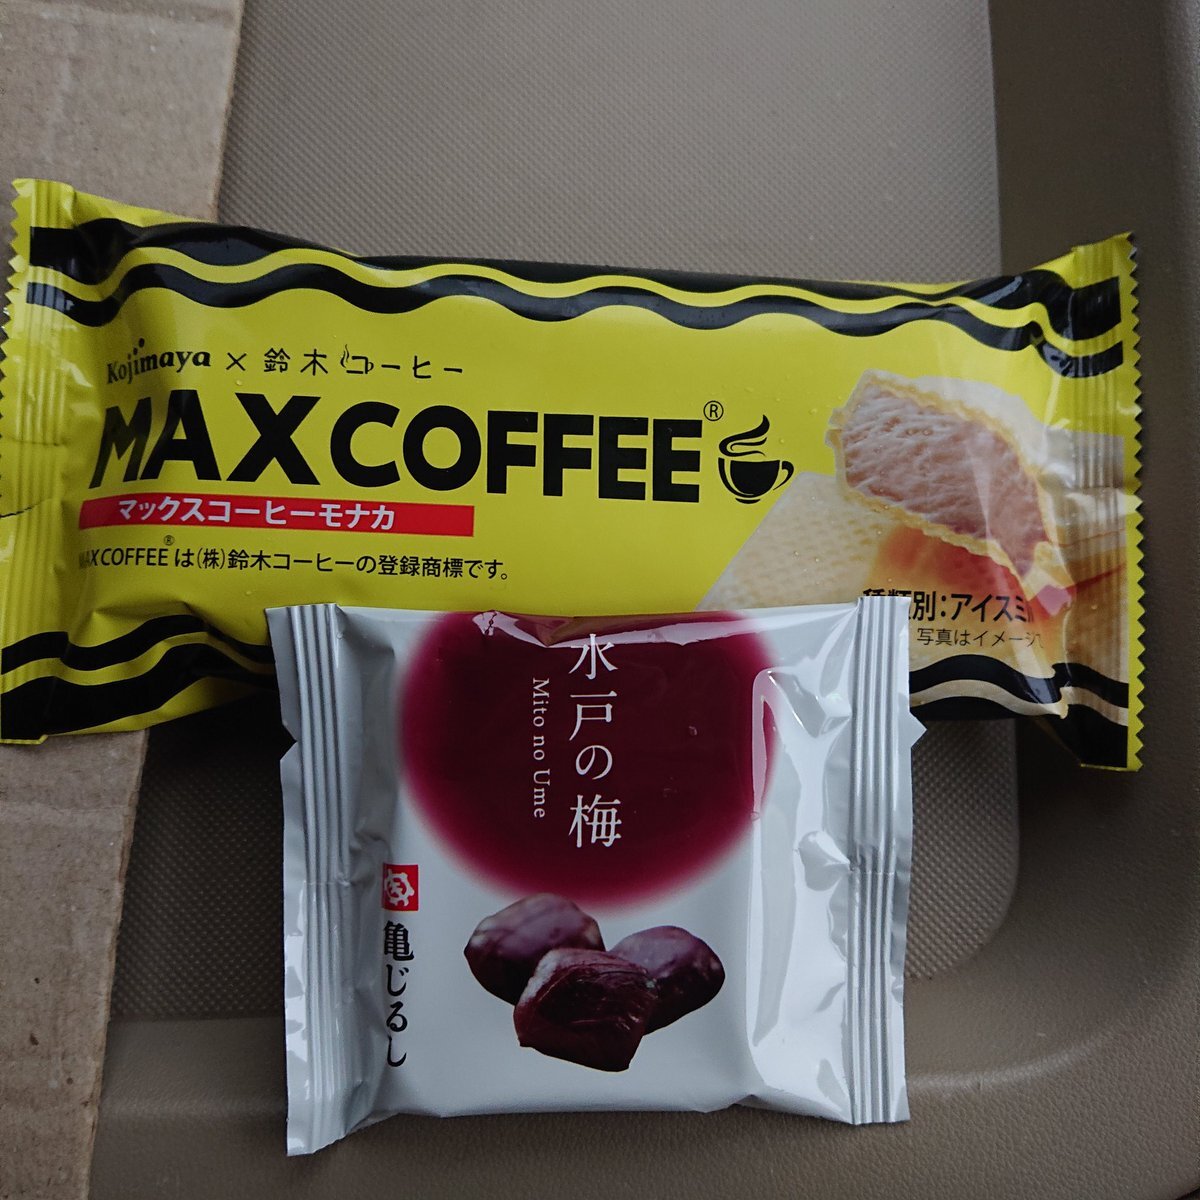 Kojimaya × 鈴木コーヒー
MAX COFFEE®
マックスコーヒーモナカ
MAX COFFEE®は(株)鈴木コーヒーの登録商標です。
種類別:アイスミ
写真はイメージで
水戸の梅
Mito no Ume
亀じるし